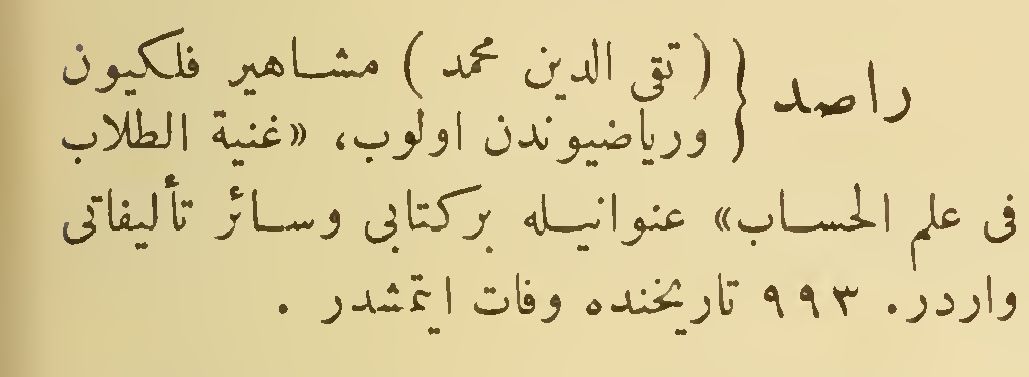 راصد { (تقى الدين محمد) مشاهير فلكيون
ورياضيوندن اولوب، «غنية الطلاب
فى علم الحساب» عنوانيله بركتابى وسائر تأليفاتى
واردر. ٩٩٣ تاريخنده وفات ايتمشدر .